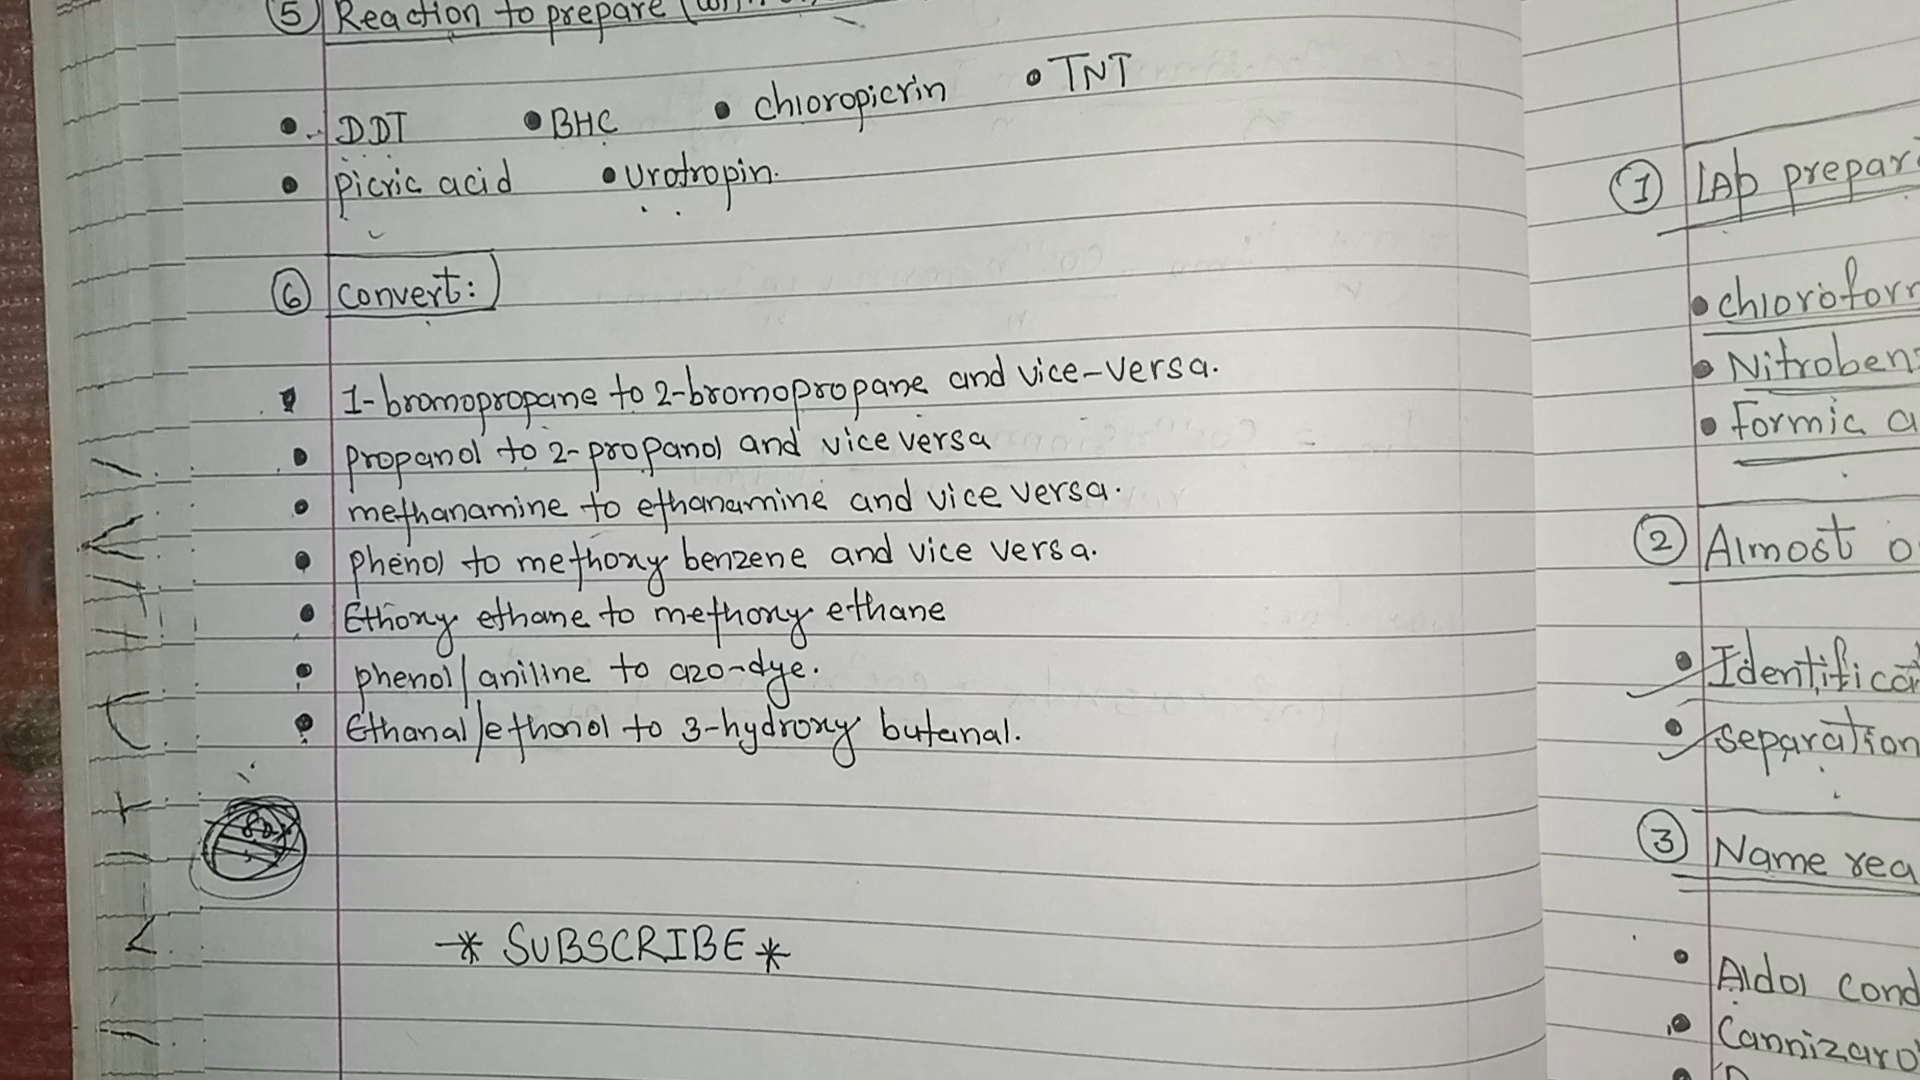 5 Reaction to prepare
• DDT • BHC • chloropicrin • TNT
• picric acid • Urotropin.
6 convert:
1-bromopropane to 2-bromopropane and vice-versa.
• propanol to 2-propanol and vice versa
• methanamine to ethanamine and vice versa.
• phenol to methoxy benzene and vice versa.
• Ethoxy ethane to methoxy ethane
• phenol/aniline to azo-dye.
• Ethanal/ethanol to 3-hydroxy butanal.
* SUBSCRIBE *
1 LAb prepar
• chloroform
• Nitroben
• Formic a
2 Almost o
• Identifica
• separation
3 Name rea
• Aldol cond
• Cannizaro